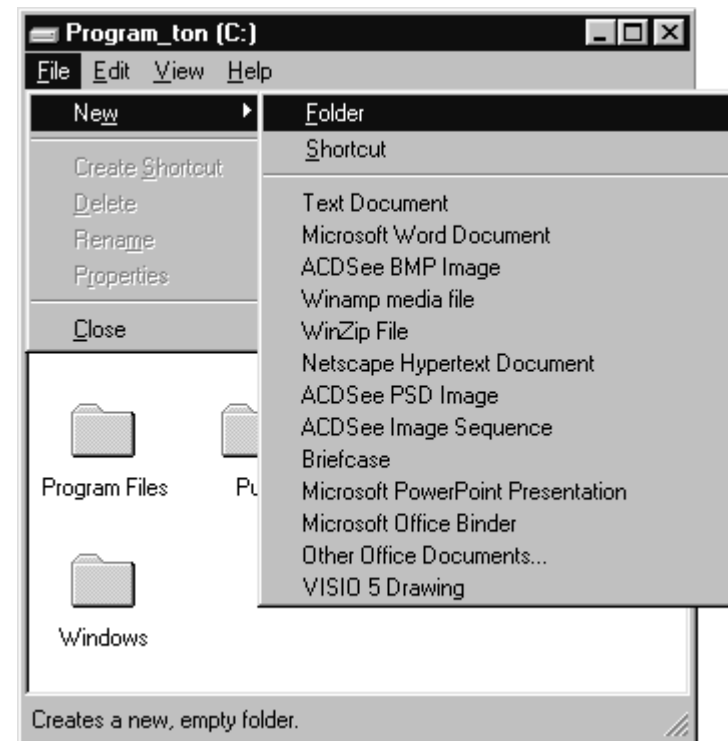 Program_ton (C:)
File Edit View Help
New
Create Shortcut
Delete
Rename
Properties
Close
Folder
Shortcut
Text Document
Microsoft Word Document
ACDSee BMP Image
Winamp media file
WinZip File
Netscape Hypertext Document
ACDSee PSD Image
ACDSee Image Sequence
Briefcase
Microsoft PowerPoint Presentation
Microsoft Office Binder
Other Office Documents...
VISIO 5 Drawing
Program Files
Windows
Creates a new, empty folder.